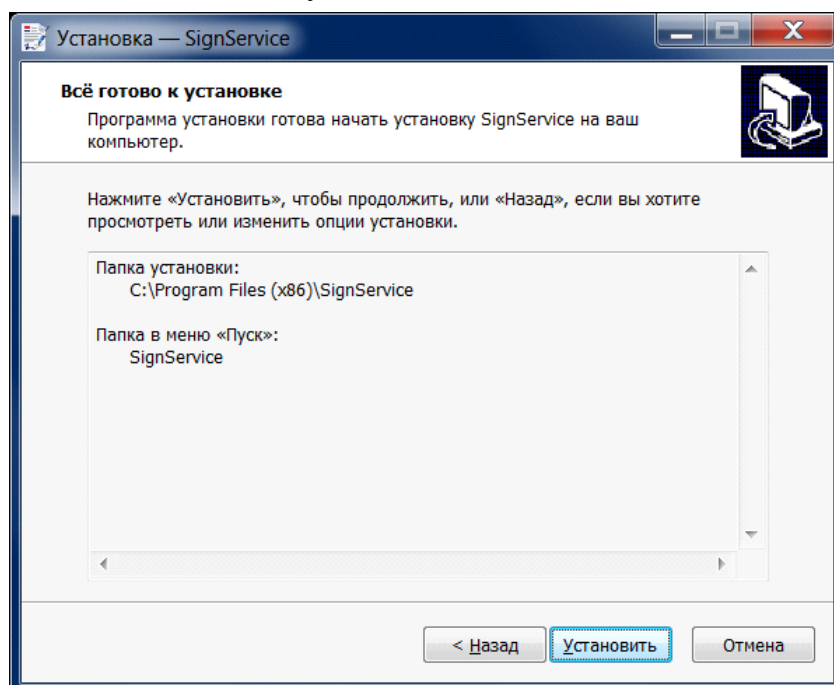 Установка — SignService
Всё готово к установке
Программа установки готова начать установку SignService на ваш
компьютер.
Нажмите «Установить», чтобы продолжить, или «Назад», если вы хотите
просмотреть или изменить опции установки.
Папка установки:
C:\Program Files (x86)\SignService
Папка в меню «Пуск»:
SignService
< Назад Установить Отмена